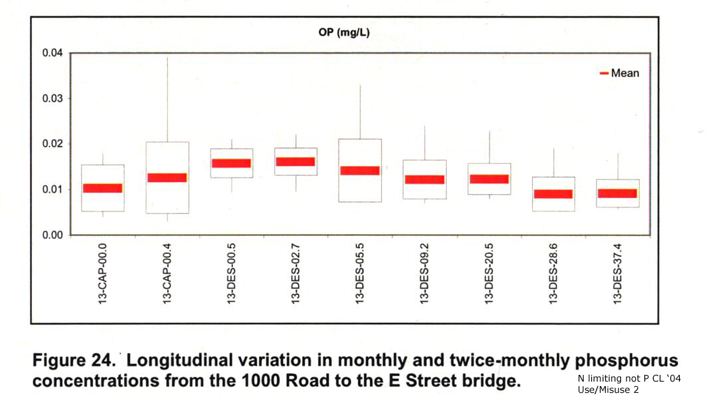 OP (mg/L)
0.04
Mean
0.03
0.02
0.01
0.00
13-CAP-00.0
13-CAP-00.4
13-DES-00.5
13-DES-02.7
13-DES-05.5
13-DES-09.2
13-DES-20.5
13-DES-28.6
13-DES-37.4
Figure 24. Longitudinal variation in monthly and twice-monthly phosphorus
concentrations from the 1000 Road to the E Street bridge.
N limiting not P CL ‘04
Use/Misuse 2